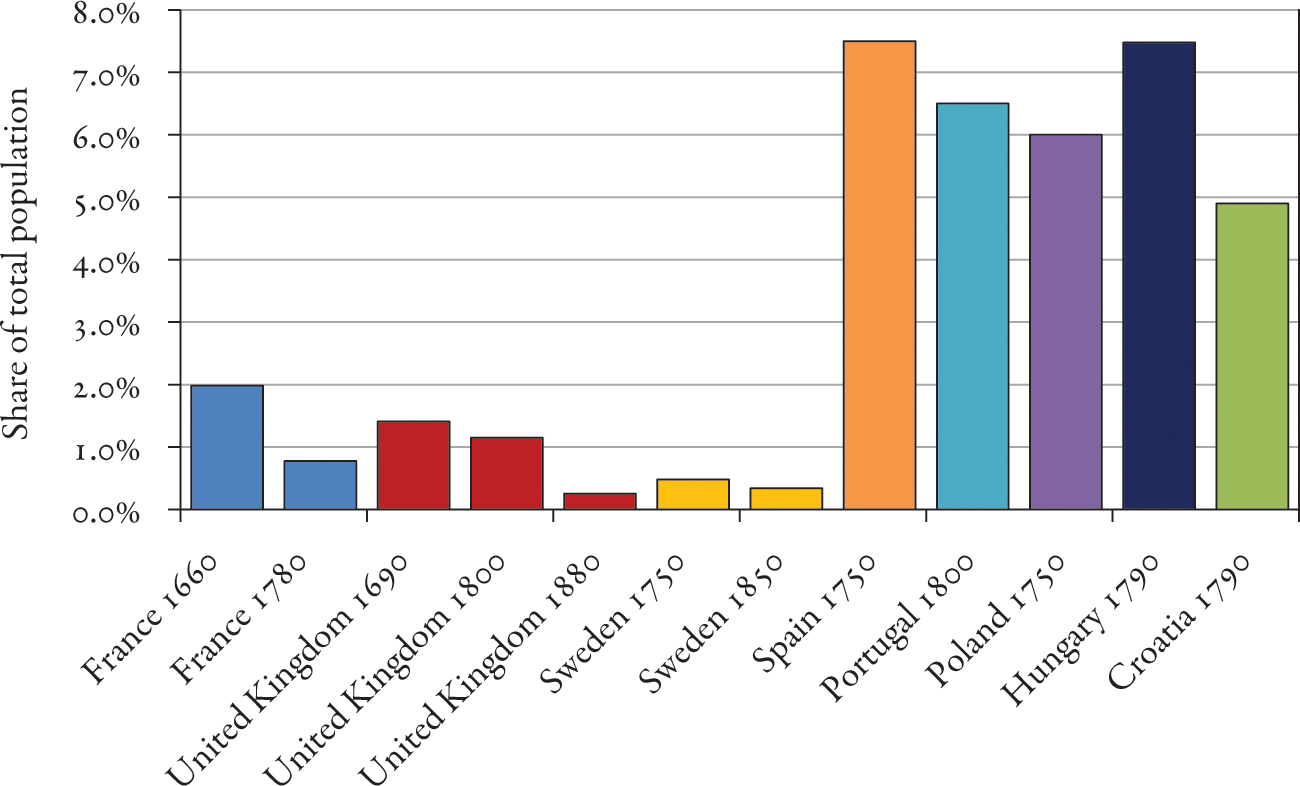 Share of total population
8.0%
7.0%
6.0%
5.0%
4.0%
3.0%
2.0%
1.0%
0.0%
France 1660
France 1780
United Kingdom 1690
United Kingdom 1800
United Kingdom 1880
Sweden 1750
Sweden 1850
Spain 1750
Portugal 1800
Poland 1750
Hungary 1790
Croatia 1790